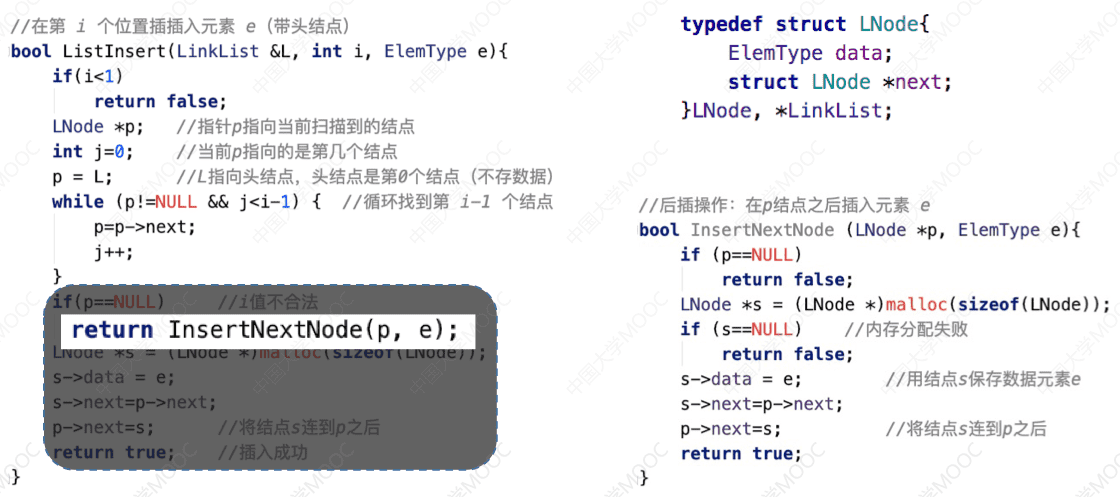 //在第 i 个位置插插入元素 e（带头结点）
bool ListInsert(LinkList &L, int i, ElemType e){
if(i<1)
return false;
LNode *p; //指针p指向当前扫描到的结点
int j=0; //当前p指向的是第几个结点
p = L; //L指向头结点，头结点是第0个结点（不存数据）
while (p!=NULL && j<i-1) { //循环找到第 i-1 个结点
p=p->next;
j++;
}
if(p==NULL) //i值不合法
return InsertNextNode(p, e);
LNode *s = (LNode *)malloc(sizeof(LNode));
s->data = e;
s->next=p->next;
p->next=s; //将结点s连到p之后
return true; //插入成功
}
typedef struct LNode{
ElemType data;
struct LNode *next;
}LNode, *LinkList;
//后插操作：在p结点之后插入元素 e
bool InsertNextNode (LNode *p, ElemType e){
if (p==NULL)
return false;
LNode *s = (LNode *)malloc(sizeof(LNode));
if (s==NULL) //内存分配失败
return false;
s->data = e; //用结点s保存数据元素e
s->next=p->next;
p->next=s; //将结点s连到p之后
return true;
}
中国大学MOOC